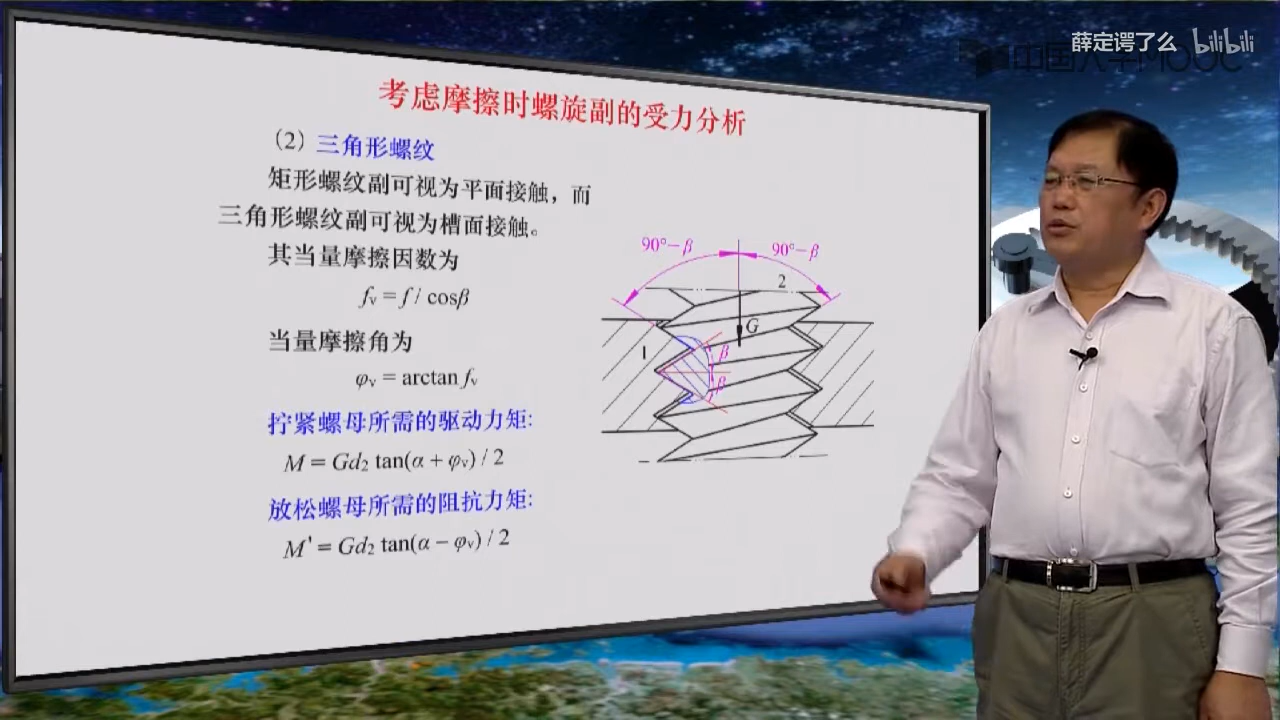 薛定谔了么 bilibili
中国大学MOOC
考虑摩擦时螺旋副的受力分析
(2) 三角形螺纹
矩形螺纹副可视为平面接触，而
三角形螺纹副可视为槽面接触。
其当量摩擦因数为
fv = f / cosβ
当量摩擦角为
φv = arctan fv
拧紧螺母所需的驱动力矩:
M = Gd2 tan(α + φv) / 2
放松螺母所需的阻抗力矩:
M' = Gd2 tan(α − φv) / 2
90°−β
90°−β
2
G
1
β
β